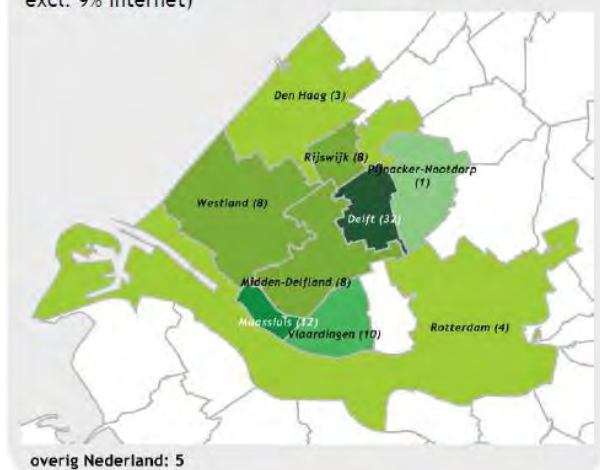 excl. 9% internet)
Den Haag (3)
Rijswijk (8)
Pijnacker-Nootdorp
(1)
Westland (8)
Delft (32)
Midden-Delfland (8)
Maassluis (12)
Vlaardingen (10)
Rotterdam (4)
overig Nederland: 5